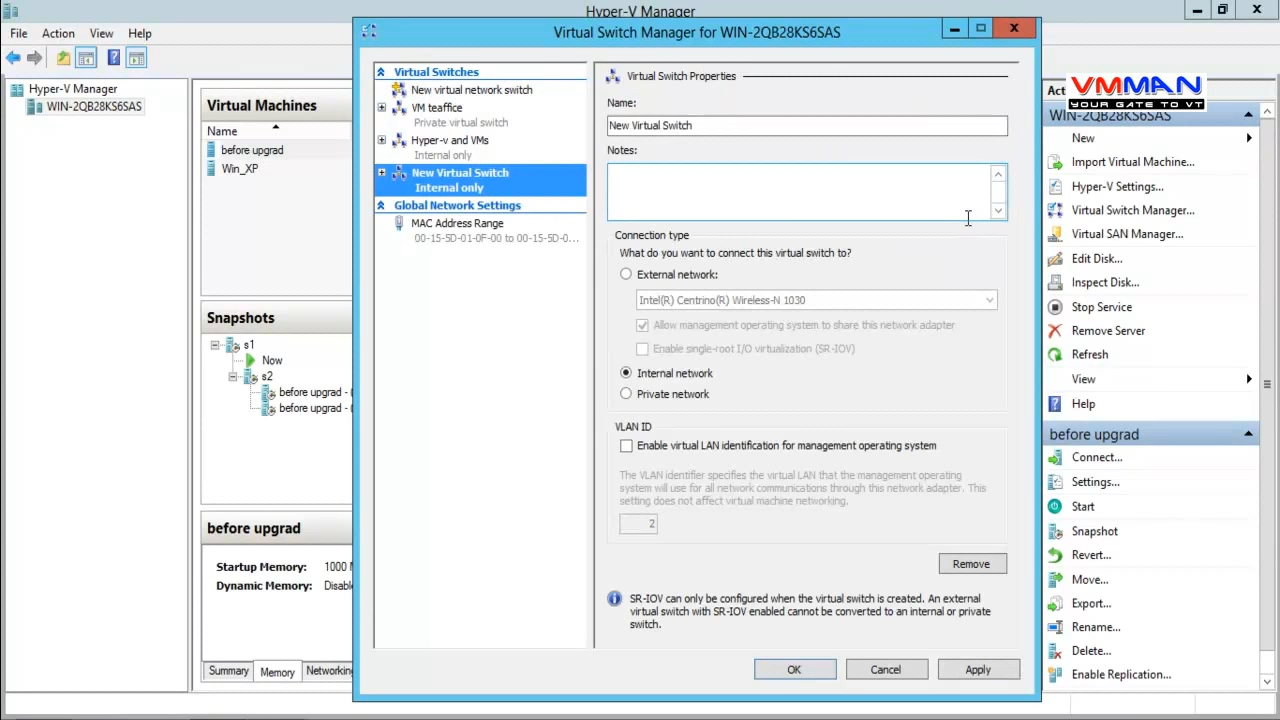 Hyper-V Manager
File Action View Help
Hyper-V Manager
WIN-2QB28KS6SAS
Virtual Machines
Name
before upgrad
Win_XP
Snapshots
s1
Now
s2
before upgrad -
before upgrad -
before upgrad
Startup Memory: 1000
Dynamic Memory:
Summary Memory Networking
Virtual Switch Manager for WIN-2QB28KS6SAS
Virtual Switches
New virtual network switch
VM teaffice
Private virtual switch
Hyper-v and VMs
Internal only
New Virtual Switch
Internal only
Global Network Settings
MAC Address Range
00-15-5D-01-0F-00 to 00-15-5D-0...
Virtual Switch Properties
Name:
New Virtual Switch
Notes:
Connection type
What do you want to connect this virtual switch to?
External network:
Intel(R) Centrino(R) Wireless-N 1030
Allow management operating system to share this network adapter
Enable single-root I/O virtualization (SR-IOV)
Internal network
Private network
VLAN ID
Enable virtual LAN identification for management operating system
The VLAN identifier specifies the virtual LAN that the management operating
system will use for all network communications through this network adapter. This
setting does not affect virtual machine networking.
2
Remove
SR-IOV can only be configured when the virtual switch is created. An external
virtual switch with SR-IOV enabled cannot be converted to an internal or private
switch.
OK Cancel Apply
VMMAN
YOUR GATE TO VT
WIN-2QB28KS6SAS
New
Import Virtual Machine...
Hyper-V Settings...
Virtual Switch Manager...
Virtual SAN Manager...
Edit Disk...
Inspect Disk...
Stop Service
Remove Server
Refresh
View
Help
before upgrad
Connect...
Settings...
Start
Snapshot
Revert...
Move...
Export...
Rename...
Delete...
Enable Replication...